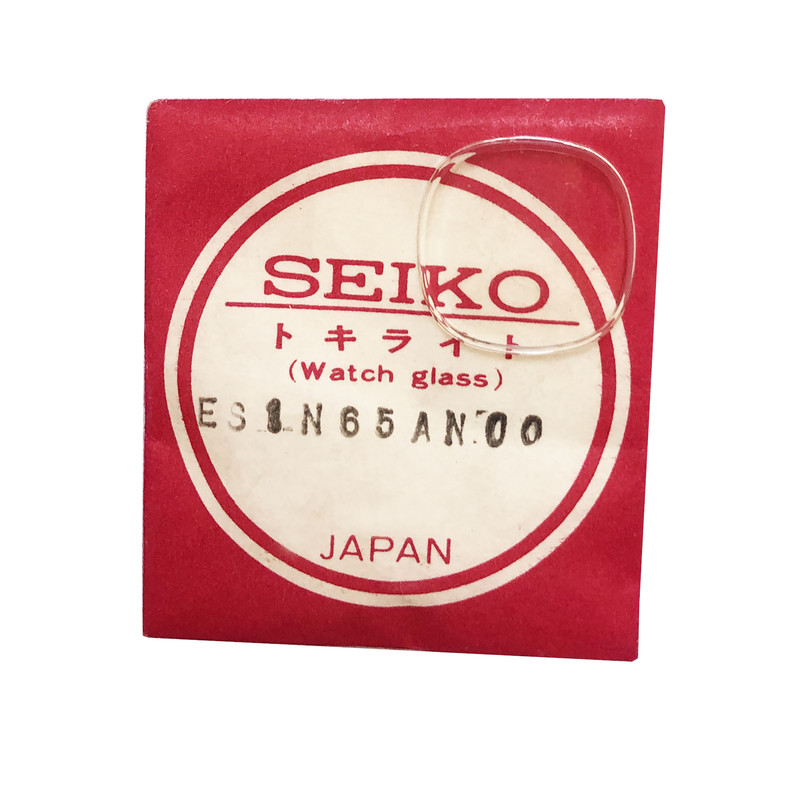 SEIKO
トキライト
(Watch glass)
ES1N65AN00
JAPAN